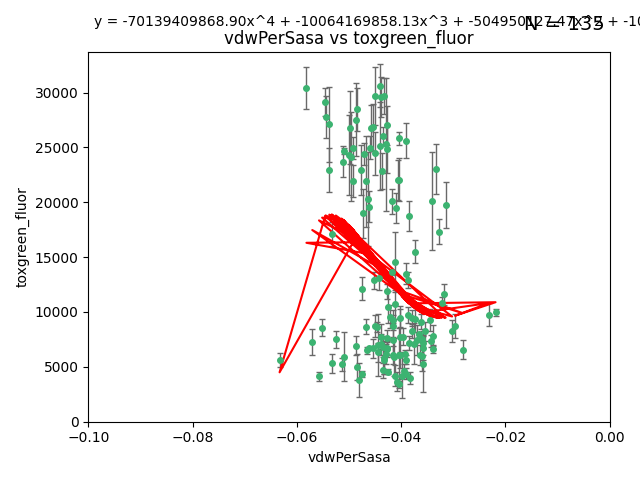 y = -70139409868.90x^4 + -10064169858.13x^3 + + -10
N = 135
vdwPerSasa vs toxgreen_fluor
30000
25000
20000
15000
10000
5000
0
toxgreen_fluor
−0.10 −0.08 −0.06 −0.04 −0.02 0.00
vdwPerSasa